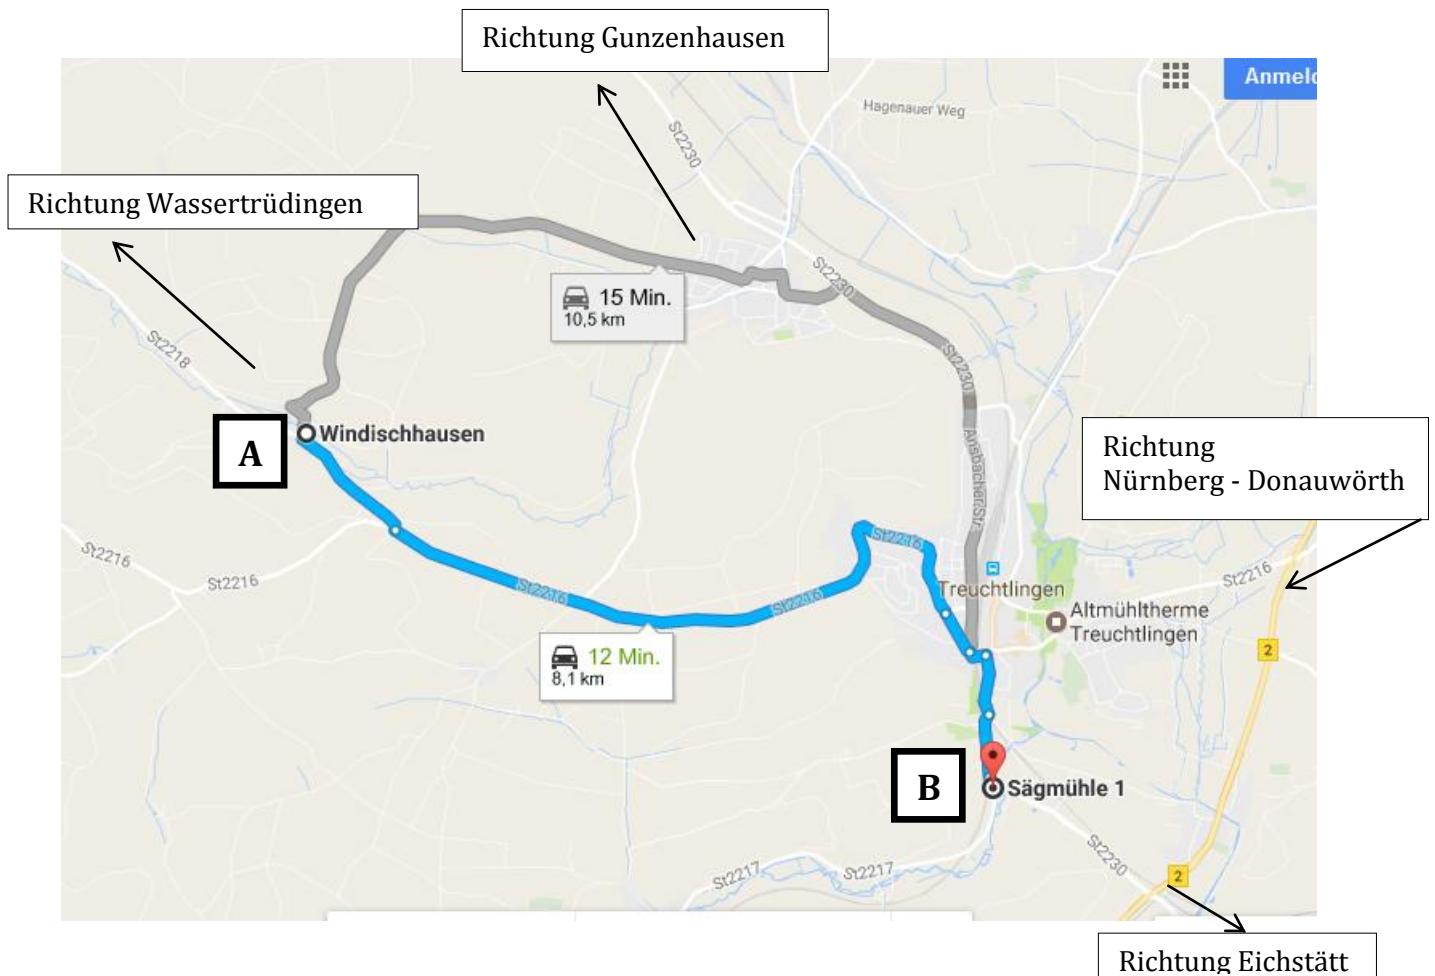 Richtung Gunzenhausen
Anmeld
Hagenauer Weg
St2230
Richtung Wassertrüdingen
St2230
15 Min.
10,5 km
St2218
St2230
A
Windischhausen
Ansbacher Str.
Richtung
Nürnberg - Donauwörth
St2216
St2216
St2216
St2216
St2216
St2216
Treuchtlingen
Altmühltherme
Treuchtlingen
2
12 Min.
8,1 km
B
Sägmühle 1
St2230
St2217
St2217
2
Richtung Eichstätt